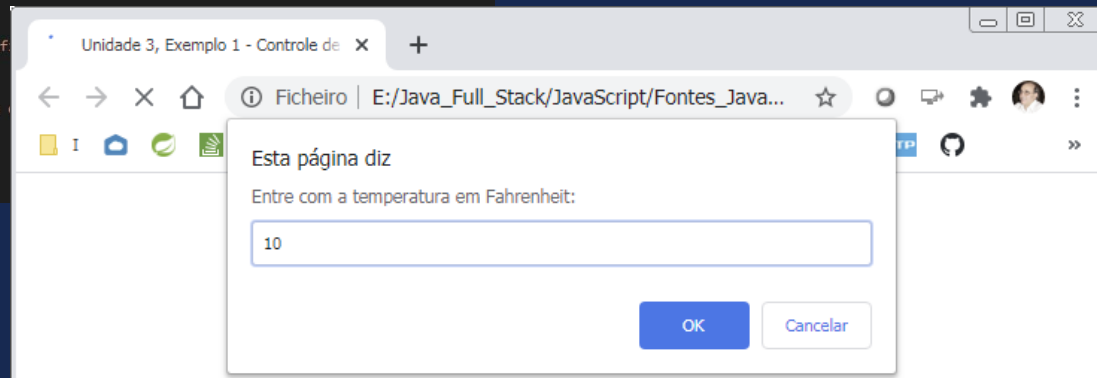 Unidade 3, Exemplo 1 - Controle de
Ficheiro | E:/Java_Full_Stack/JavaScript/Fontes_Java...
I
TP
Esta página diz
Entre com a temperatura em Fahrenheit:
10
OK
Cancelar